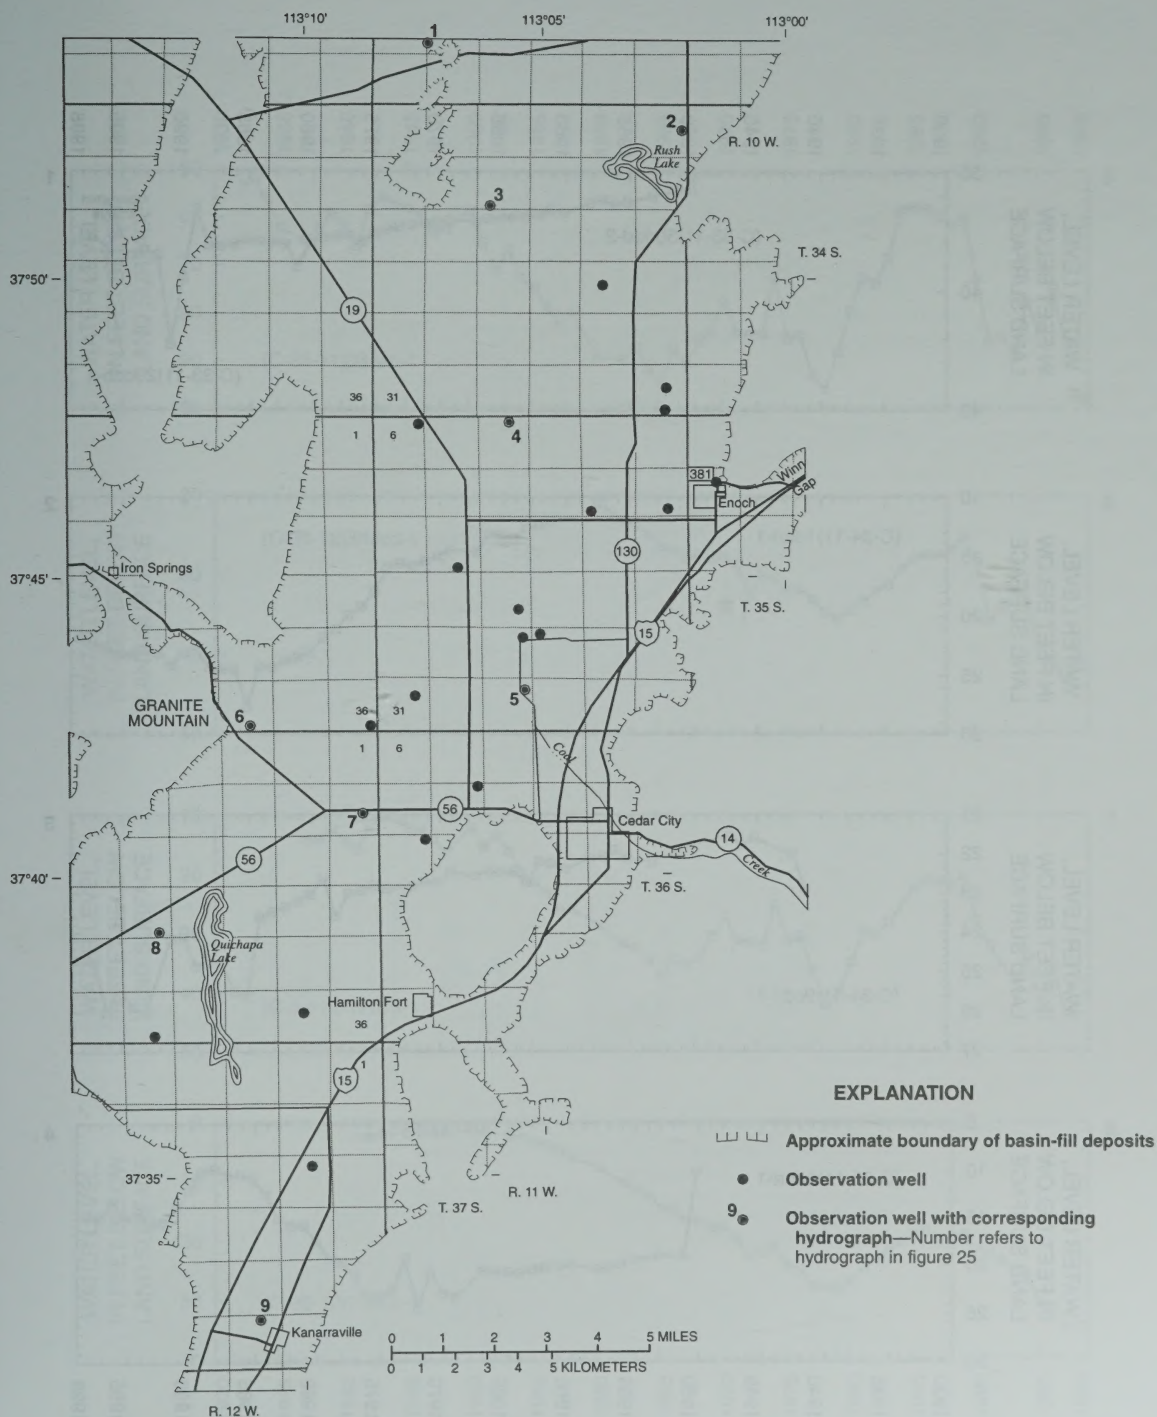 113°10'
113°05'
113°00'
1
2
R. 10 W.
Rush
Lake
3
T. 34 S.
37°50'
19
36 31
1 6
4
381
Winn
Gap
Enoch
130
37°45'
Iron Springs
T. 35 S.
15
5
GRANITE
MOUNTAIN
6
36 31
1 6
Coal
7
56
Cedar City
14
Creek
56
37°40'
T. 36 S.
8
Quichapa
Lake
Hamilton Fort
36
1
15
EXPLANATION
Approximate boundary of basin-fill deposits
Observation well
9 Observation well with corresponding
hydrograph—Number refers to
hydrograph in figure 25
37°35'
R. 11 W.
T. 37 S.
9
Kanarraville
0 1 2 3 4 5 MILES
0 1 2 3 4 5 KILOMETERS
R. 12 W.